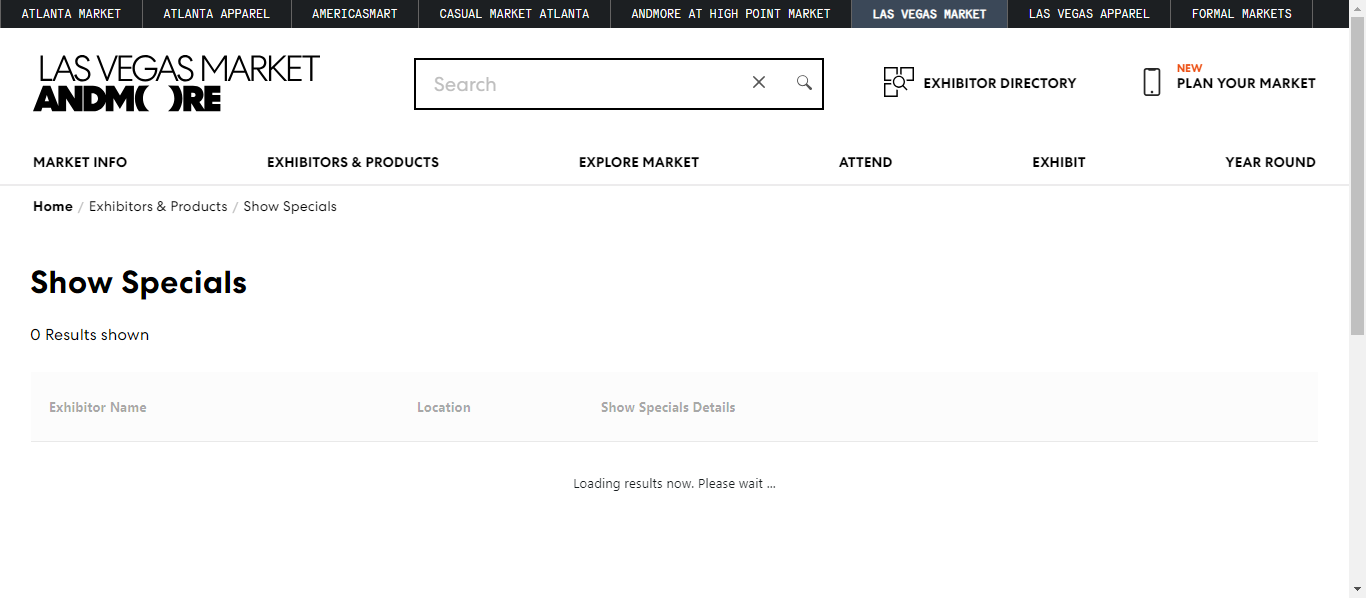 ATLANTA MARKET ATLANTA APPAREL AMERICASMART CASUAL MARKET ATLANTA ANDMORE AT HIGH POINT MARKET LAS VEGAS MARKET LAS VEGAS APPAREL FORMAL MARKETS
LAS VEGAS MARKET
ANDM( )RE
Search
EXHIBITOR DIRECTORY
NEW
PLAN YOUR MARKET
MARKET INFO EXHIBITORS & PRODUCTS EXPLORE MARKET ATTEND EXHIBIT YEAR ROUND
Home / Exhibitors & Products / Show Specials
Show Specials
0 Results shown
Exhibitor Name Location Show Specials Details
Loading results now. Please wait ...